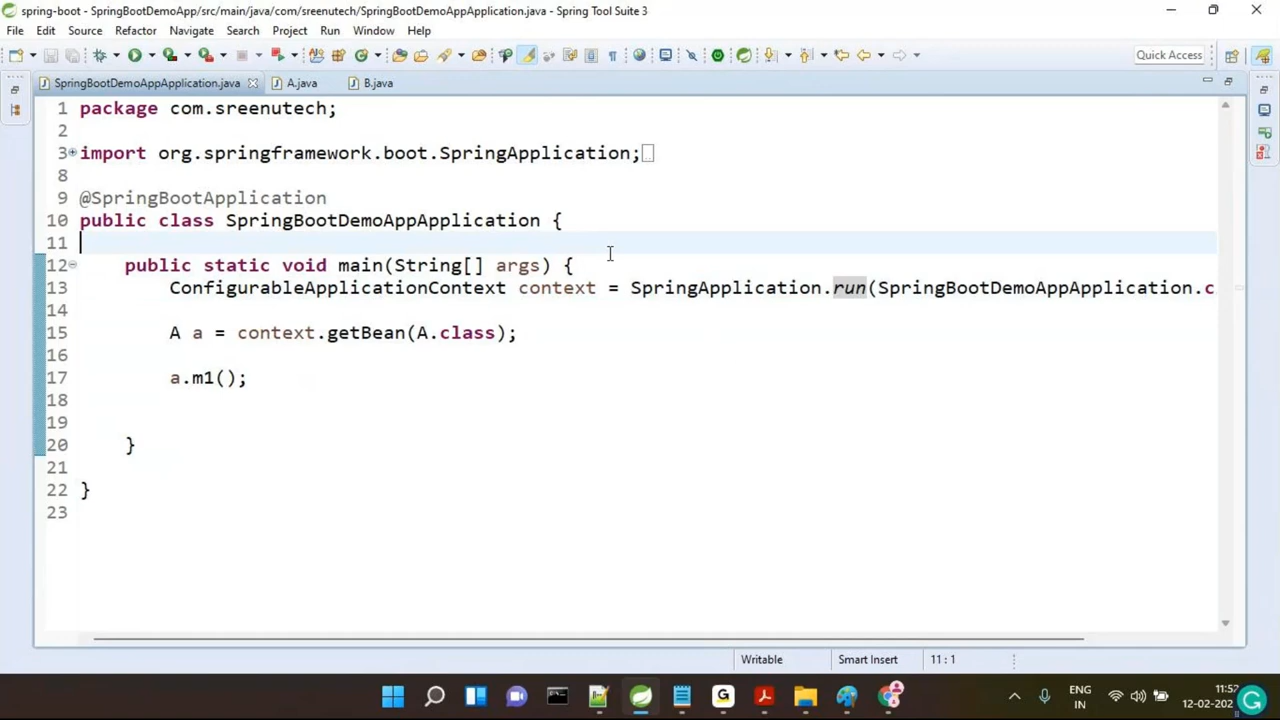 spring-boot - SpringBootDemoApp/src/main/java/com/sreenutech/SpringBootDemoAppApplication.java - Spring Tool Suite 3
File Edit Source Refactor Navigate Search Project Run Window Help
Quick Access
SpringBootDemoAppApplication.java A.java B.java
1 package com.sreenutech;
2
3 import org.springframework.boot.SpringApplication;
8
9 @SpringBootApplication
10 public class SpringBootDemoAppApplication {
11
12 public static void main(String[] args) {
13 ConfigurableApplicationContext context = SpringApplication.run(SpringBootDemoAppApplication.c
14
15 A a = context.getBean(A.class);
16
17 a.m1();
18
19
20 }
21
22 }
23
Writable Smart Insert 11 : 1
ENG 11:57
IN 12-02-202